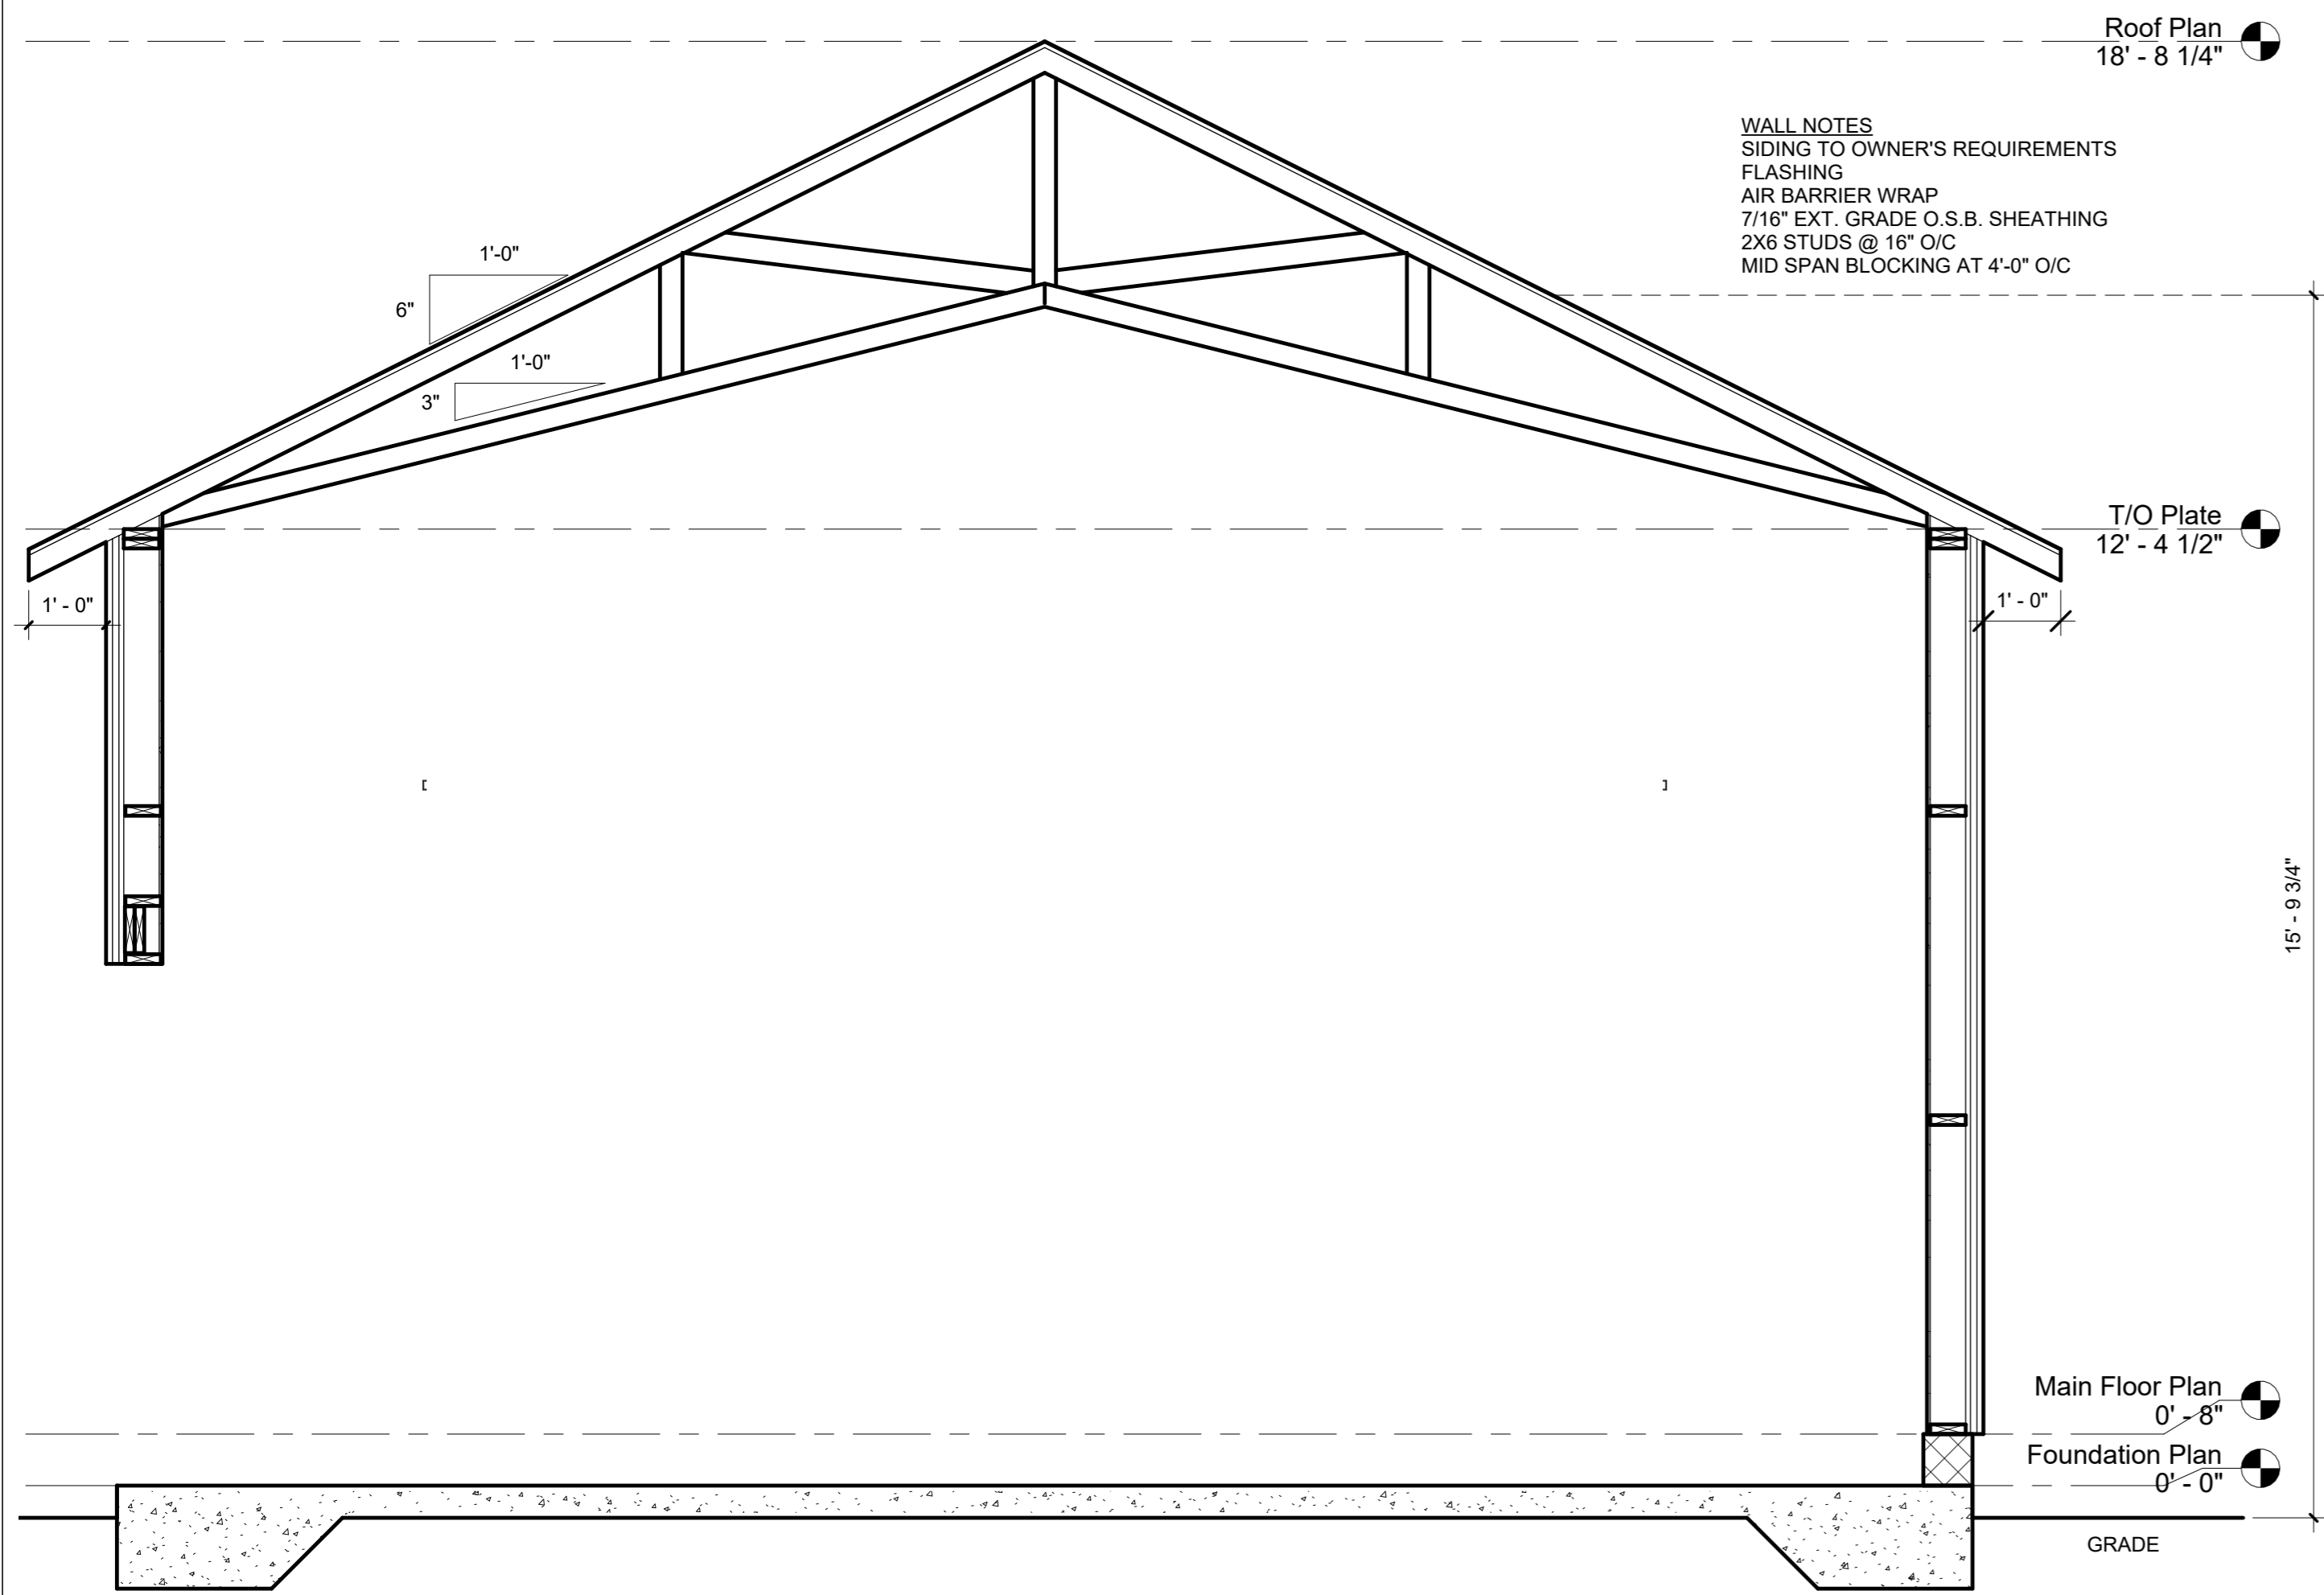 Roof Plan
18' - 8 1/4"
WALL NOTES
SIDING TO OWNER'S REQUIREMENTS
FLASHING
AIR BARRIER WRAP
7/16" EXT. GRADE O.S.B. SHEATHING
2X6 STUDS @ 16" O/C
MID SPAN BLOCKING AT 4'-0" O/C
1'-0"
6"
1'-0"
3"
T/O Plate
12' - 4 1/2"
1' - 0"
1' - 0"
15' - 9 3/4"
Main Floor Plan
0' - 8"
Foundation Plan
0' - 0"
GRADE